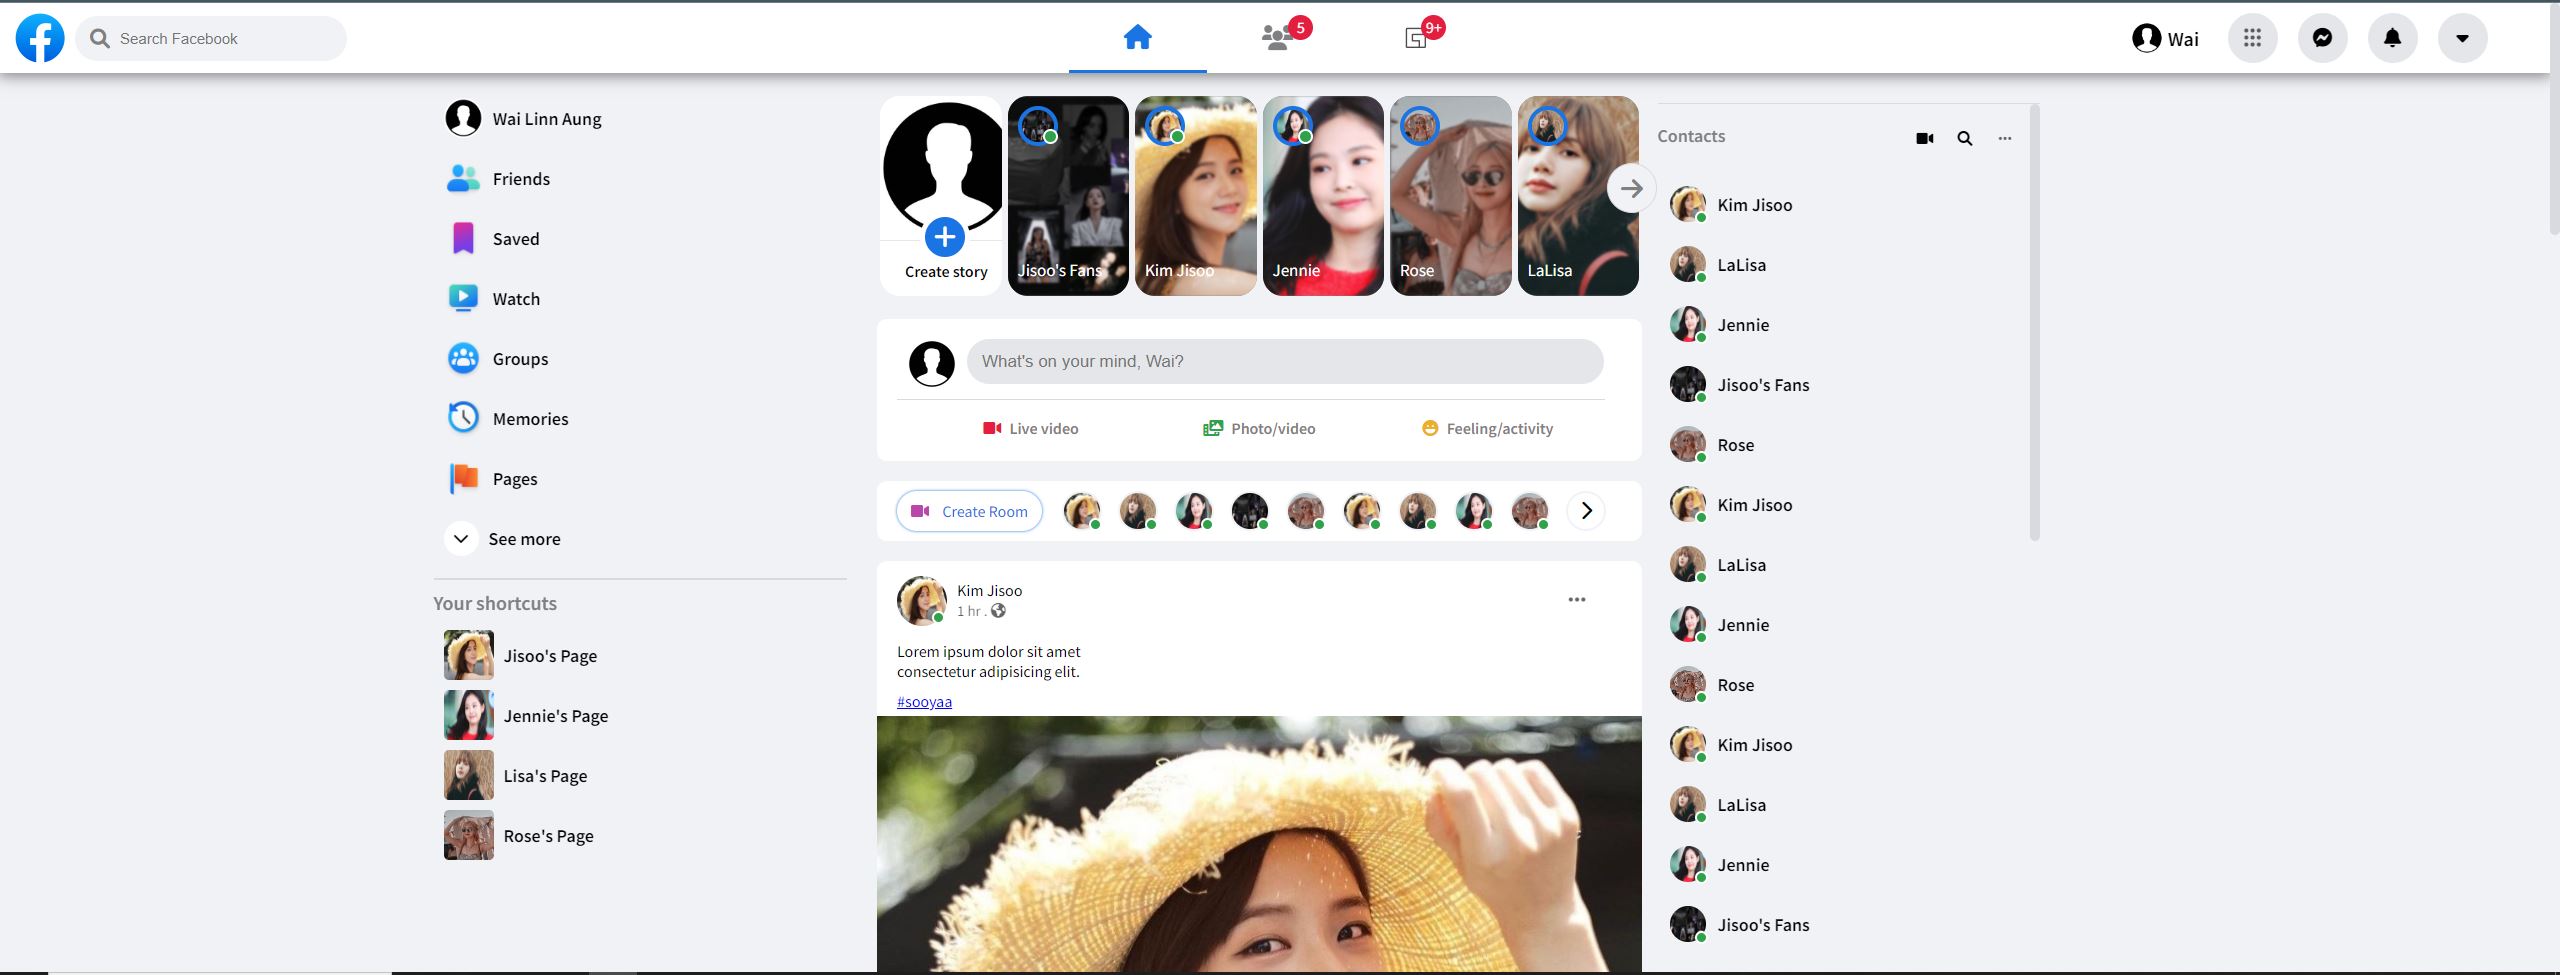 Search Facebook
5
9+
Wai
Wai Linn Aung
Friends
Saved
Watch
Groups
Memories
Pages
See more
Your shortcuts
Jisoo's Page
Jennie's Page
Lisa's Page
Rose's Page
Create story
Jisoo's Fans
Kim Jisoo
Jennie
Rose
LaLisa
What's on your mind, Wai?
Live video
Photo/video
Feeling/activity
Create Room
Kim Jisoo
1 hr .
Lorem ipsum dolor sit amet
consectetur adipisicing elit.
#sooyaa
Contacts
Kim Jisoo
LaLisa
Jennie
Jisoo's Fans
Rose
Kim Jisoo
LaLisa
Jennie
Rose
Kim Jisoo
LaLisa
Jennie
Jisoo's Fans